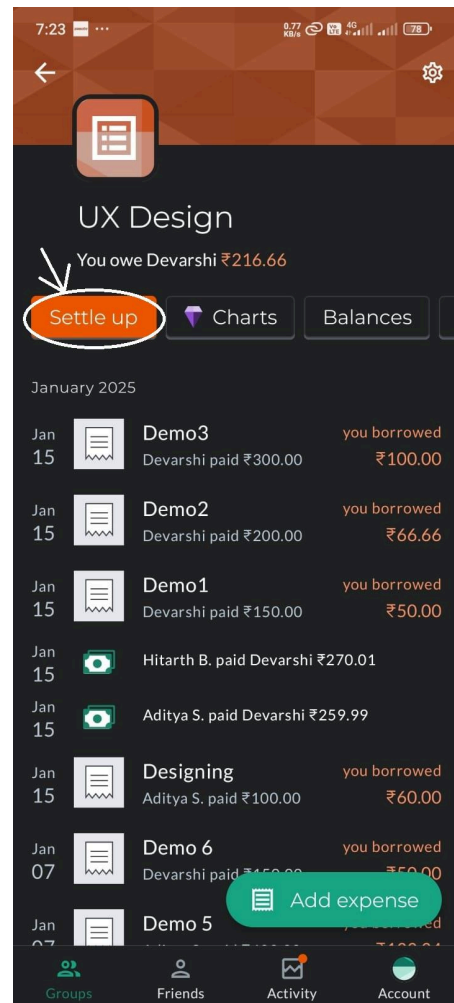 7:23
0.77
KB/s
4G
78
UX Design
You owe Devarshi ₹216.66
Settle up
Charts
Balances
January 2025
Jan
15
Demo3
Devarshi paid ₹300.00
you borrowed
₹100.00
Jan
15
Demo2
Devarshi paid ₹200.00
you borrowed
₹66.66
Jan
15
Demo1
Devarshi paid ₹150.00
you borrowed
₹50.00
Jan
15
Hitarth B. paid Devarshi ₹270.01
Jan
15
Aditya S. paid Devarshi ₹259.99
Jan
15
Designing
Aditya S. paid ₹100.00
you borrowed
₹60.00
Jan
07
Demo 6
Devarshi paid
you borrowed
Jan
07
Demo 5
Add expense
Groups
Friends
Activity
Account